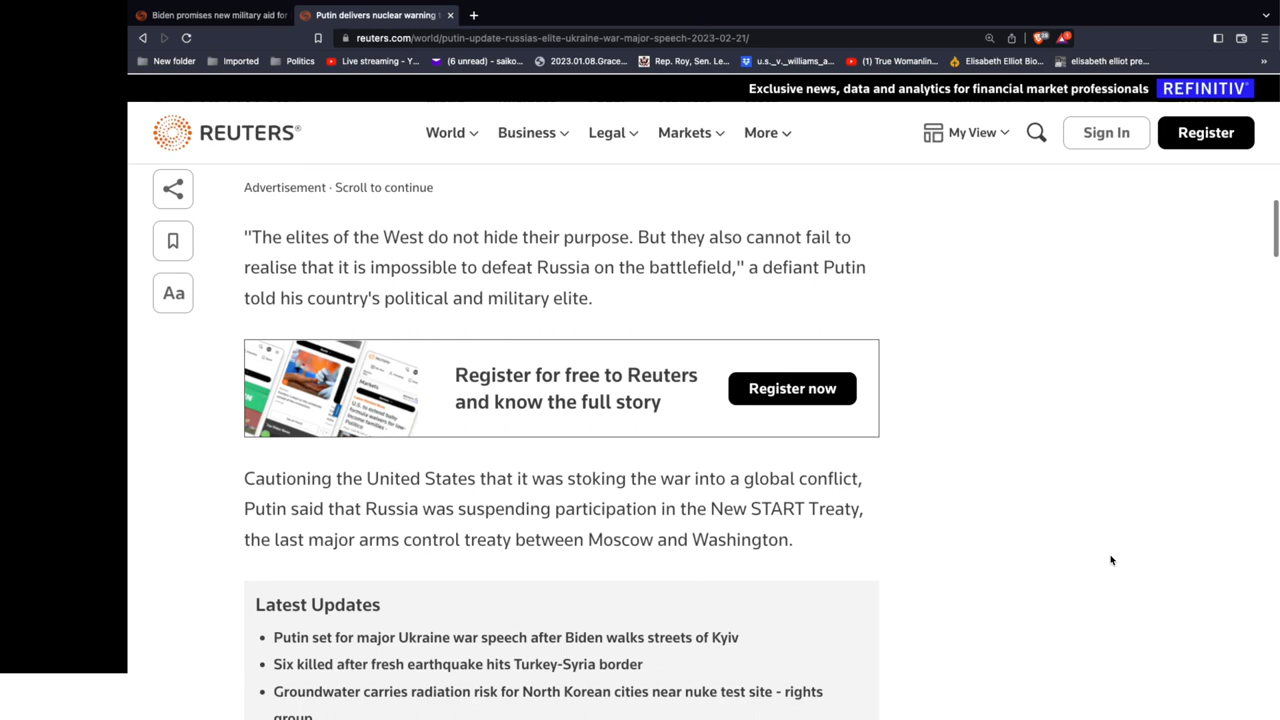 Biden promises new military aid for
Putin delivers nuclear warning
reuters.com/world/putin-update-russias-elite-ukraine-war-major-speech-2023-02-21/
New folder Imported Politics Live streaming - Y... (6 unread) - saiko... 2023.01.08.Grace... Rep. Roy, Sen. Le... u.s._v._williams_a... (1) True Womanlin... Elisabeth Elliot Bio... elisabeth elliot pre... »
Exclusive news, data and analytics for financial market professionals REFINITIV
REUTERS® World Business Legal Markets More My View Sign In Register
Advertisement · Scroll to continue
"The elites of the West do not hide their purpose. But they also cannot fail to
realise that it is impossible to defeat Russia on the battlefield," a defiant Putin
told his country's political and military elite.
Aa
Register for free to Reuters
and know the full story
Register now
Cautioning the United States that it was stoking the war into a global conflict,
Putin said that Russia was suspending participation in the New START Treaty,
the last major arms control treaty between Moscow and Washington.
Latest Updates
• Putin set for major Ukraine war speech after Biden walks streets of Kyiv
• Six killed after fresh earthquake hits Turkey-Syria border
• Groundwater carries radiation risk for North Korean cities near nuke test site - rights
group